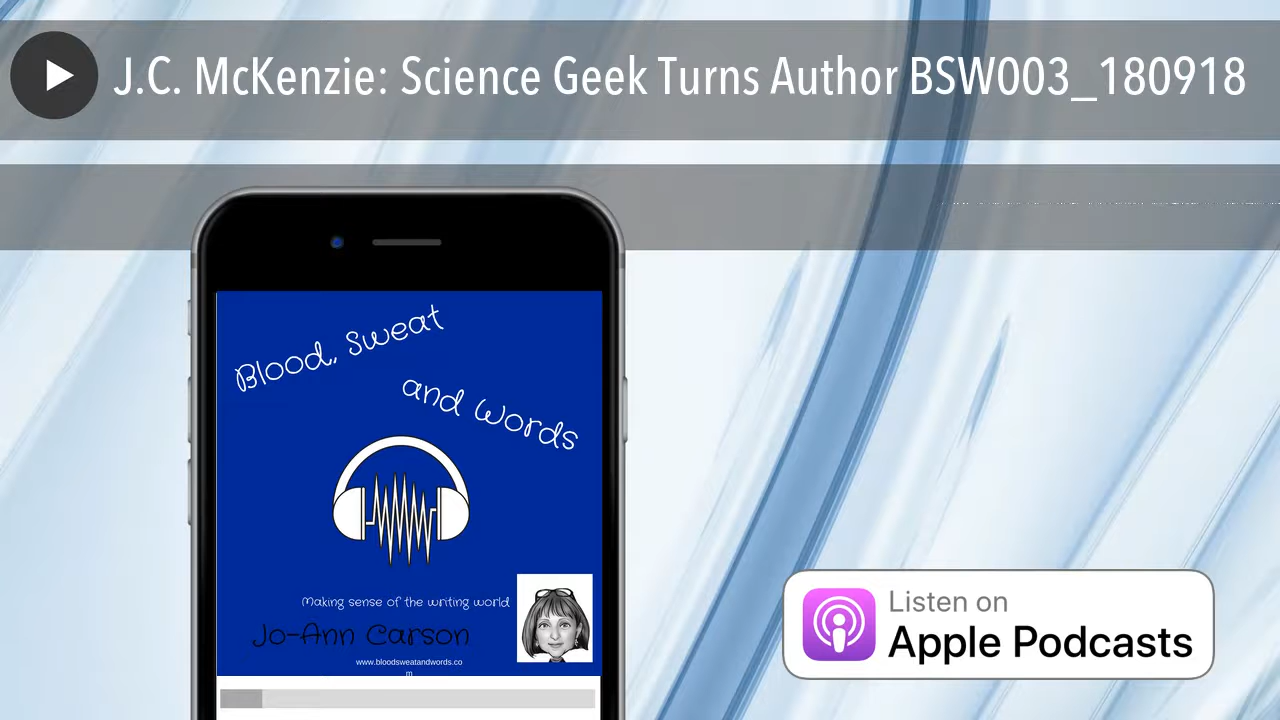 J.C. McKenzie: Science Geek Turns Author BSW003_180918
Blood, Sweat
and Words
Making sense of the writing world
Jo-Ann Carson
www.bloodsweatandwords.co
m
Listen on
Apple Podcasts